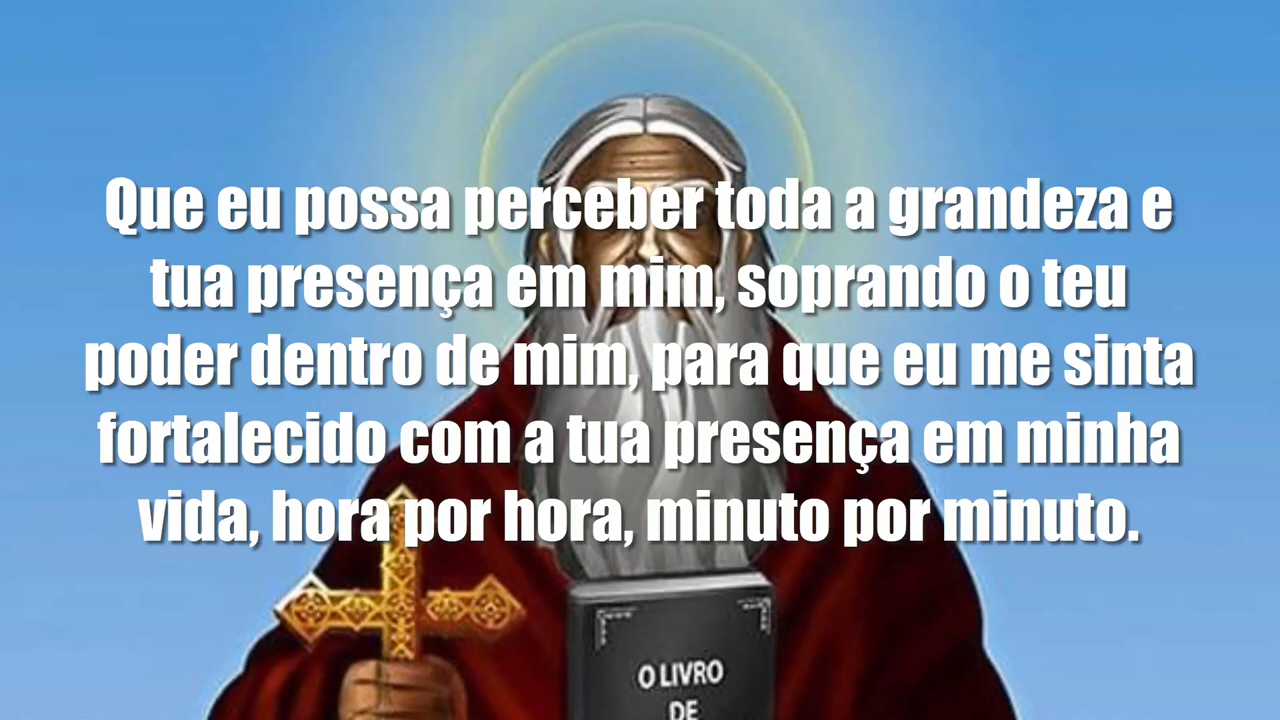 Que eu possa perceber toda a grandeza e
tua presença em mim, soprando o teu
poder dentro de mim, para que eu me sinta
fortalecido com a tua presença em minha
vida, hora por hora, minuto por minuto.
O LIVRO
DE